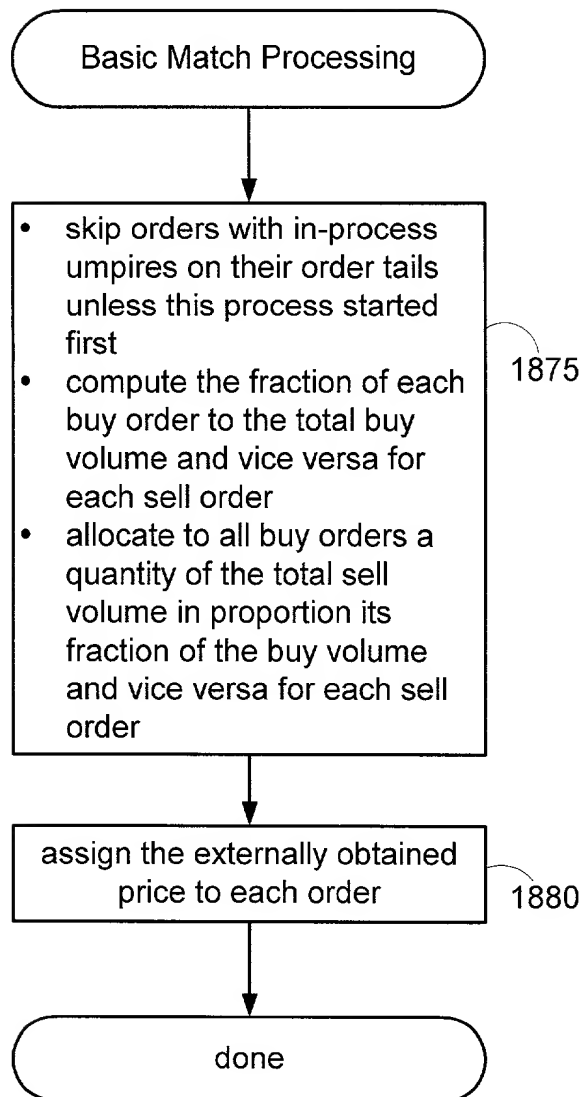 Basic Match Processing
• skip orders with in-process
umpires on their order tails
unless this process started
first
• compute the fraction of each
buy order to the total buy
volume and vice versa for
each sell order
• allocate to all buy orders a
quantity of the total sell
volume in proportion its
fraction of the buy volume
and vice versa for each sell
order
1875
assign the externally obtained
price to each order
1880
done